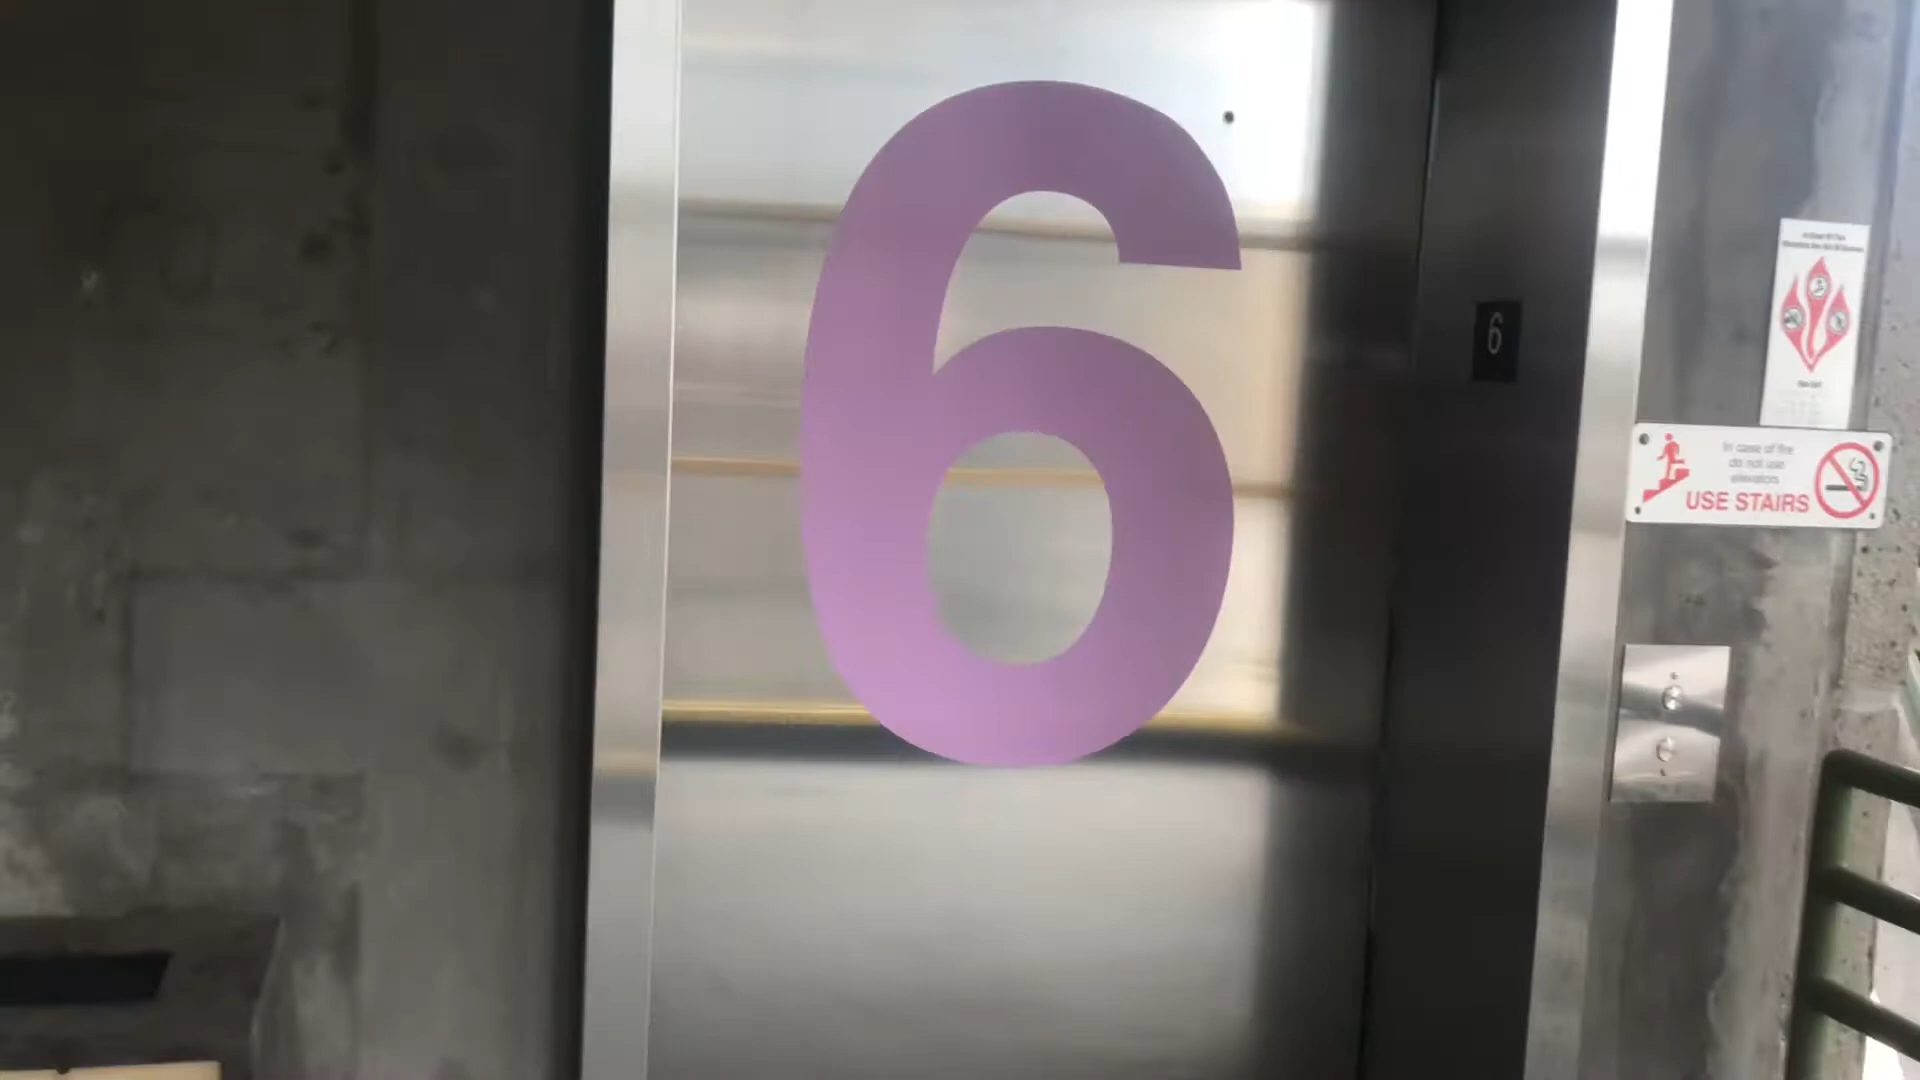 6
6
In case of fire
do not use
elevators
USE STAIRS